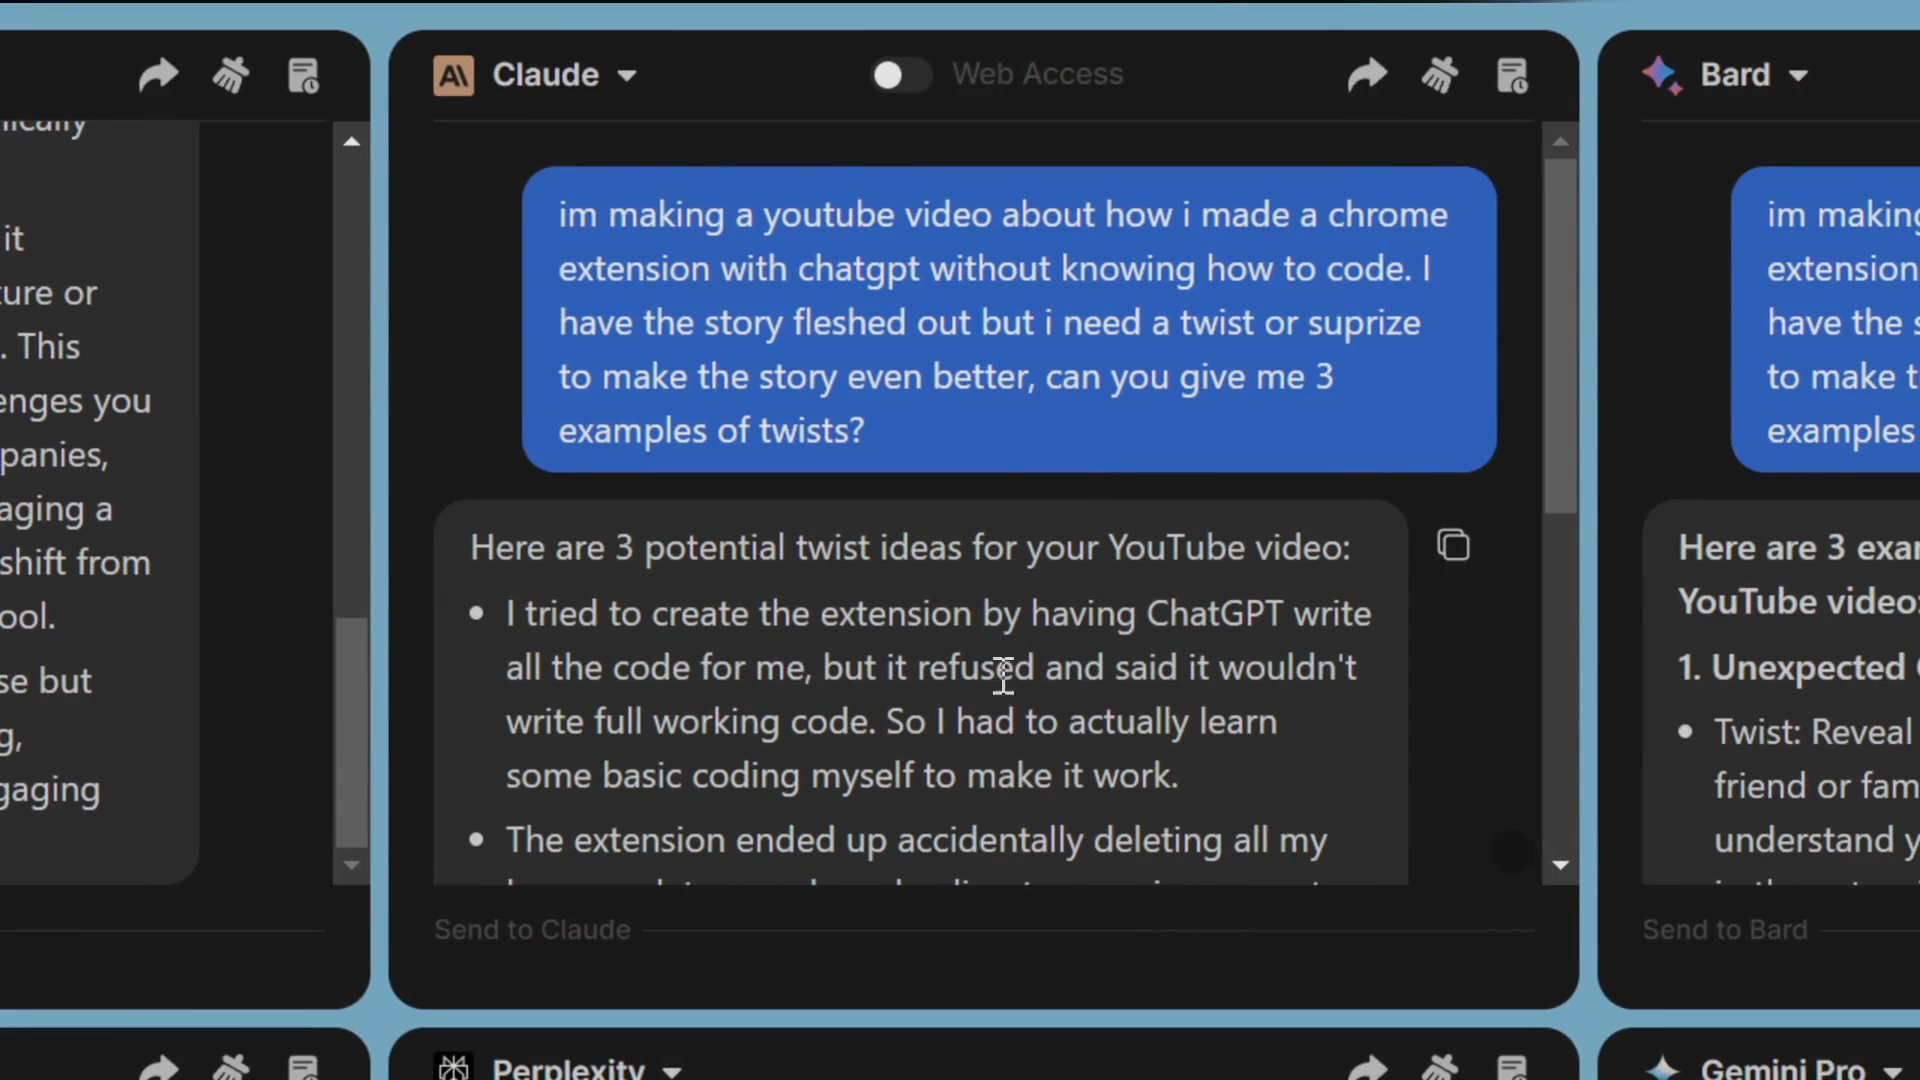 it
ture or
. This
enges you
panies,
aging a
shift from
ool.
se but
g,
gaging
Claude
Web Access
im making a youtube video about how i made a chrome
extension with chatgpt without knowing how to code. I
have the story fleshed out but i need a twist or suprize
to make the story even better, can you give me 3
examples of twists?
Here are 3 potential twist ideas for your YouTube video:
• I tried to create the extension by having ChatGPT write
all the code for me, but it refused and said it wouldn't
write full working code. So I had to actually learn
some basic coding myself to make it work.
• The extension ended up accidentally deleting all my
Send to Claude
Bard
im making
extension
have the s
to make t
examples
Here are 3 exa
YouTube video:
1. Unexpected
• Twist: Reveal
friend or fam
understand y
Send to Bard
Perplexity
Gemini Pro